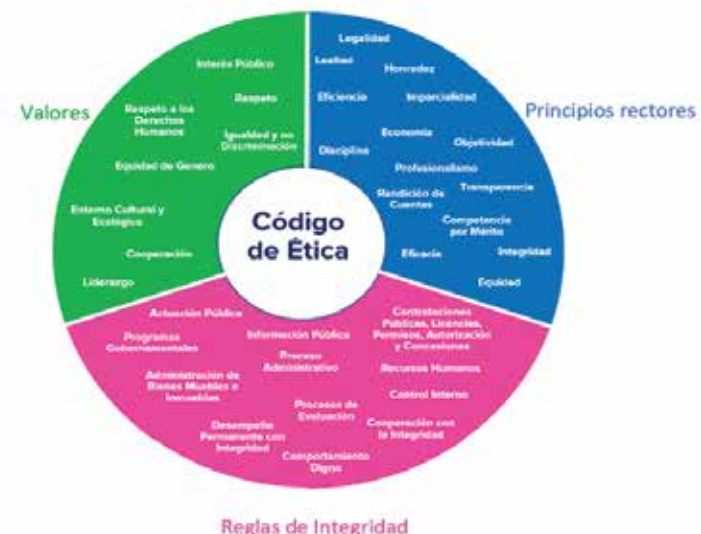 Valores
Interés Público
Respeto
Respeto a los
Derechos
Humanos
Igualdad y no
Discriminación
Equidad de Genero
Entorno Cultural y
Ecológico
Cooperación
Liderazgo
Principios rectores
Legalidad
Lealtad
Honradez
Eficiencia
Imparcialidad
Economía
Objetividad
Disciplina
Profesionalismo
Transparencia
Rendición de
Cuentas
Competencia
por Mérito
Eficacia
Integridad
Equidad
Código
de Ética
Actuación Pública
Programas
Gubernamentales
Información Pública
Contrataciones
Públicas, Licencias,
Permisos, Autorización
y Concesiones
Proceso
Administrativo
Recursos Humanos
Administración de
Bienes Muebles e
Inmuebles
Control Interno
Procesos de
Evaluación
Desempeño
Permanente con
Integridad
Cooperación con
la Integridad
Comportamiento
Digno
Reglas de Integridad